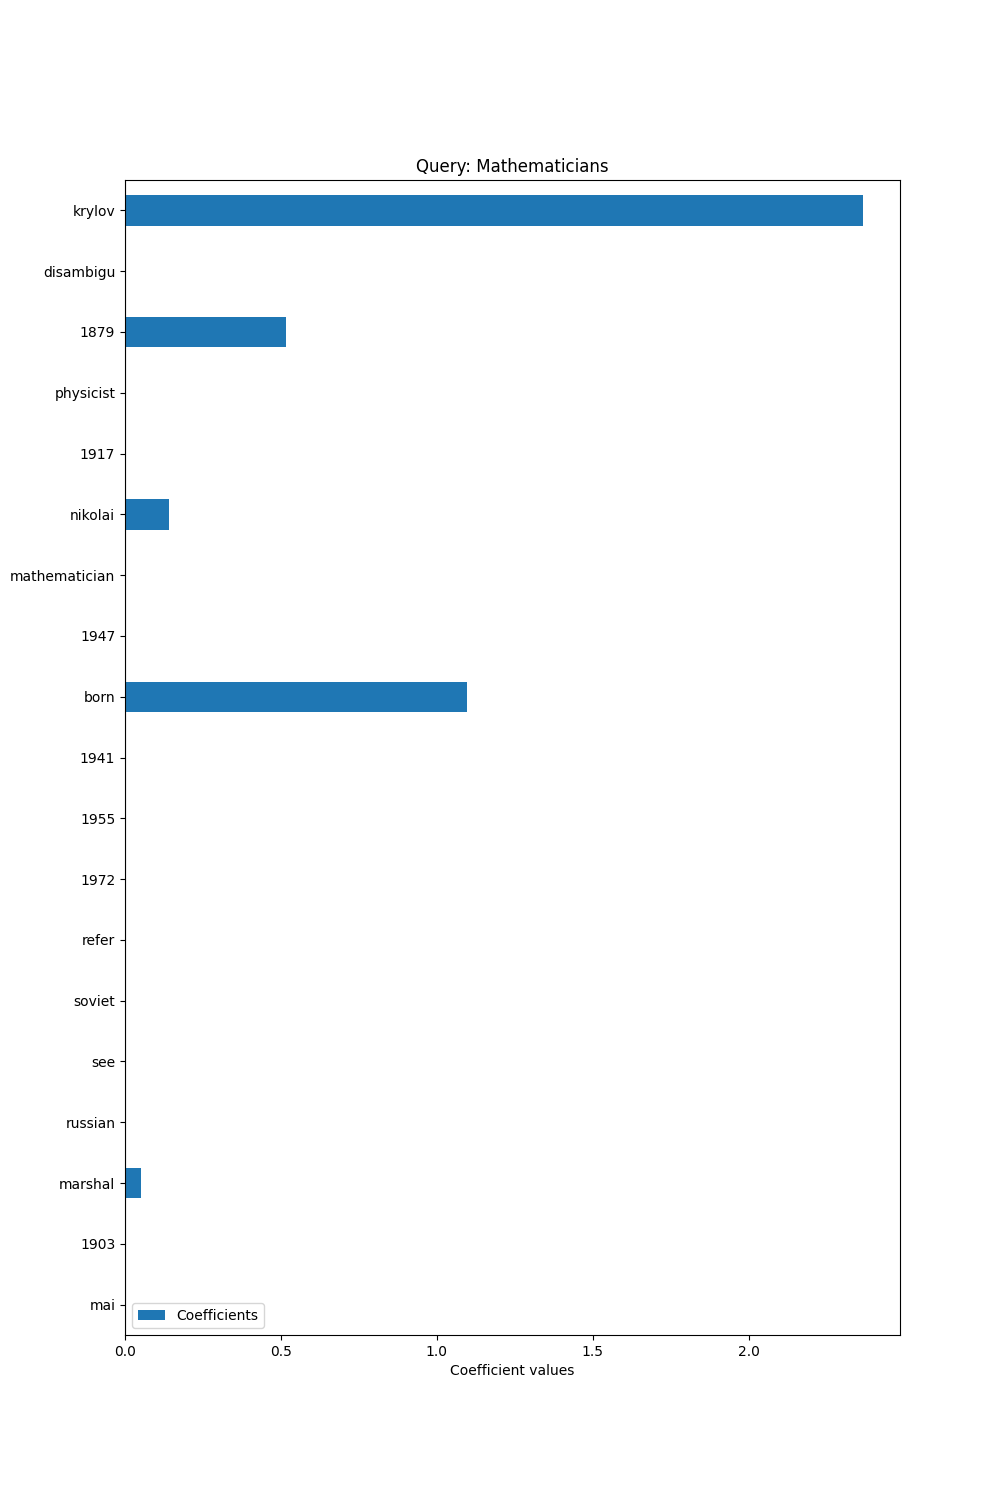 Query: Mathematicians
krylov
disambigu
1879
physicist
1917
nikolai
mathematician
1947
born
1941
1955
1972
refer
soviet
see
russian
marshal
1903
mai
Coefficients
0.0 0.5 1.0 1.5 2.0
Coefficient values